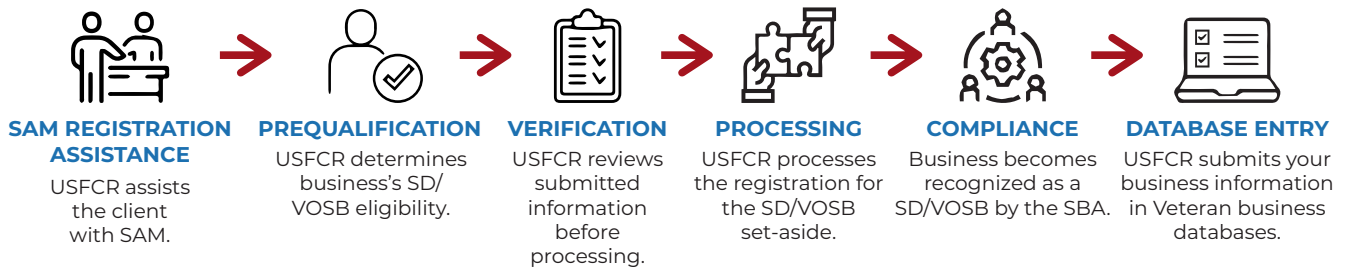 SAM REGISTRATION
ASSISTANCE
USFCR assists
the client
with SAM.
PREQUALIFICATION
USFCR determines
business's SD/
VOSB eligibility.
VERIFICATION
USFCR reviews
submitted
information
before
processing.
PROCESSING
USFCR processes
the registration for
the SD/VOSB
set-aside.
COMPLIANCE
Business becomes
recognized as a
SD/VOSB by the SBA.
DATABASE ENTRY
USFCR submits your
business information
in Veteran business
databases.